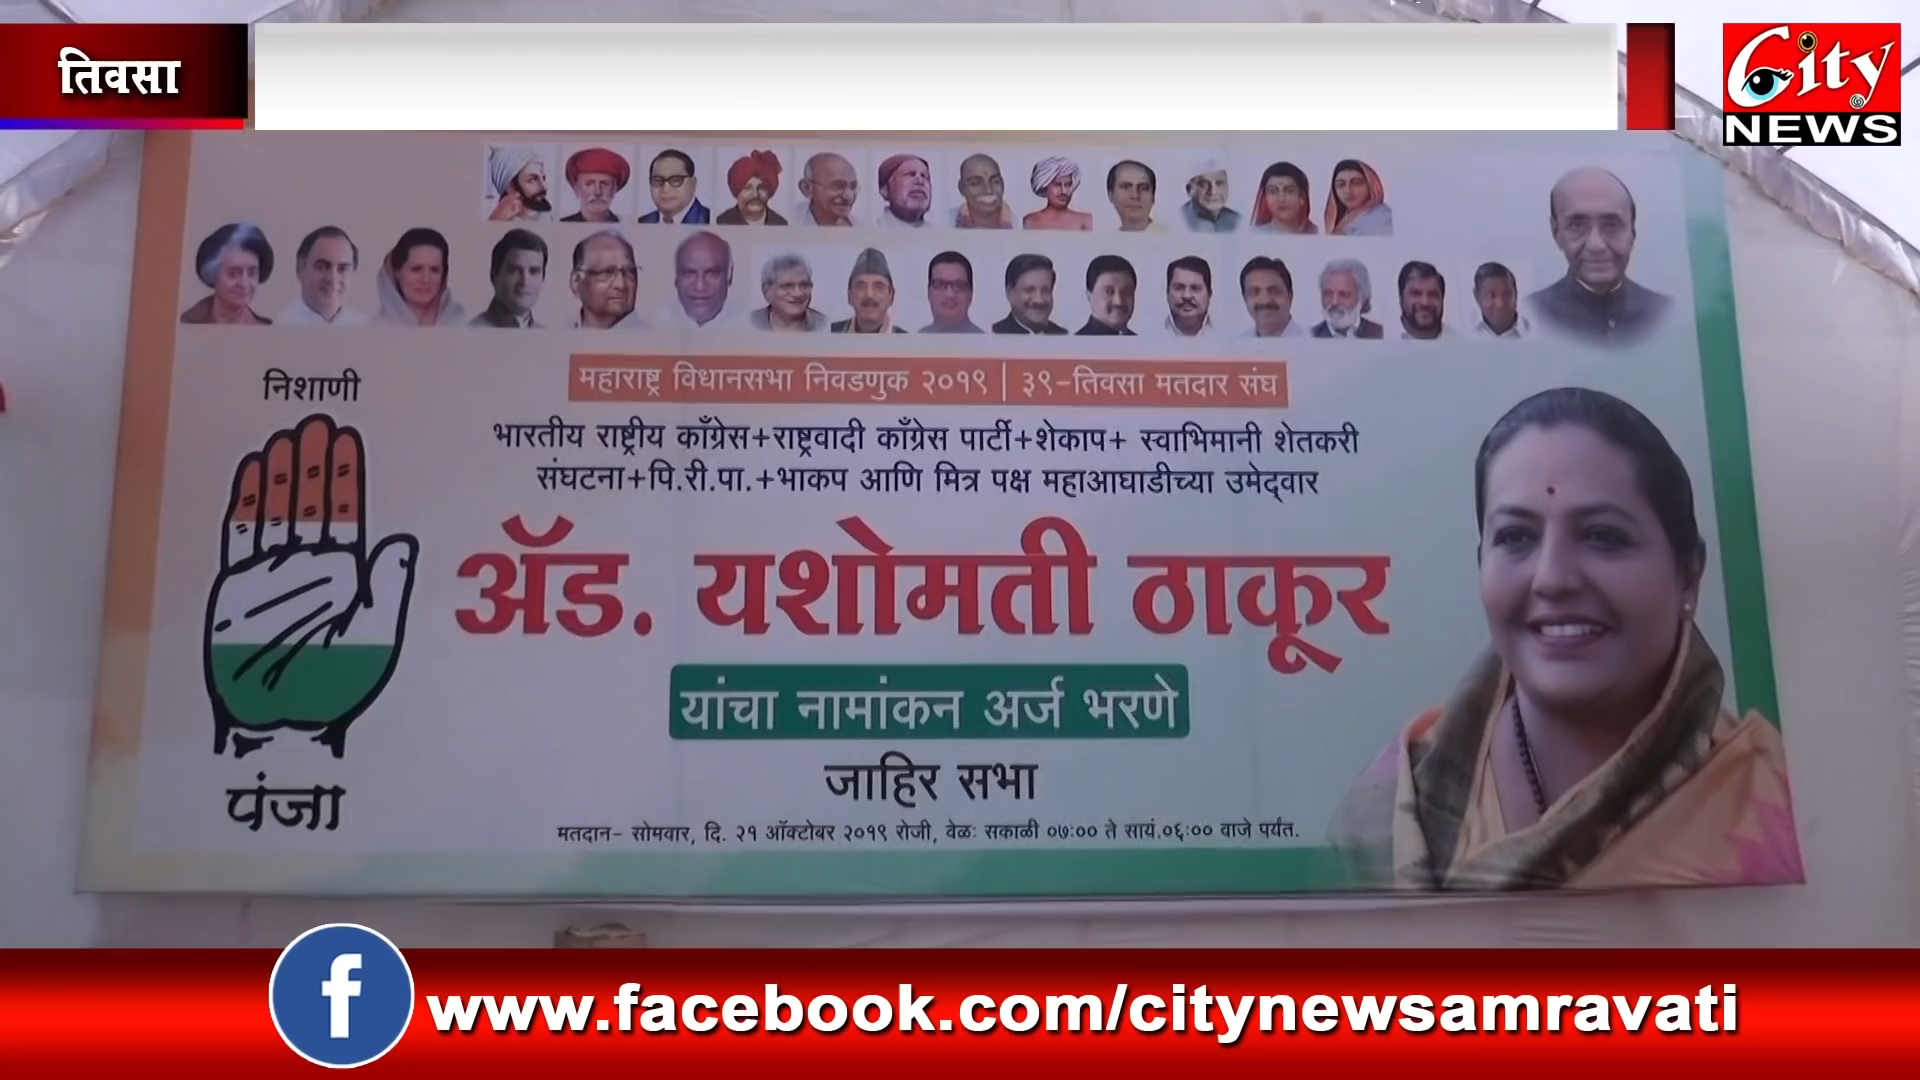 तिवसा
City
NEWS
महाराष्ट्र विधानसभा निवडणुक २०१९ | ३९-तिवसा मतदार संघ
निशाणी
भारतीय राष्ट्रीय काँग्रेस+राष्ट्रवादी काँग्रेस पार्टी+शेकाप+ स्वाभिमानी शेतकरी
संघटना+पि.री.पा.+भाकप आणि मित्र पक्ष महाआघाडीच्या उमेद्वार
ॲड. यशोमती ठाकूर
यांचा नामांकन अर्ज भरणे
जाहिर सभा
पंजा
मतदान- सोमवार, दि. २१ ऑक्टोबर २०१९ रोजी, वेळः सकाळी ०७:०० ते सायं.०६:०० वाजे पर्यंत.
f www.facebook.com/citynewsamravati